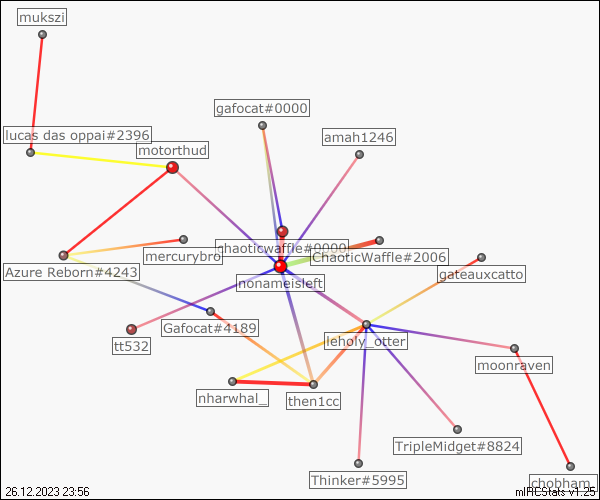 mukszi
gafocat#0000
lucas das oppai#2396
amah1246
motorthud
chaoticwaffle#0000
mercurybro
ChaoticWaffle#2006
Azure Reborn#4243
gateauxcatto
nonameisleft
Gafocat#4189
tt532
leholy_otter
moonraven
nharwhal_
then1cc
TripleMidget#8824
Thinker#5995
chobham_
26.12.2023 23:56
mIRCStats v1.25